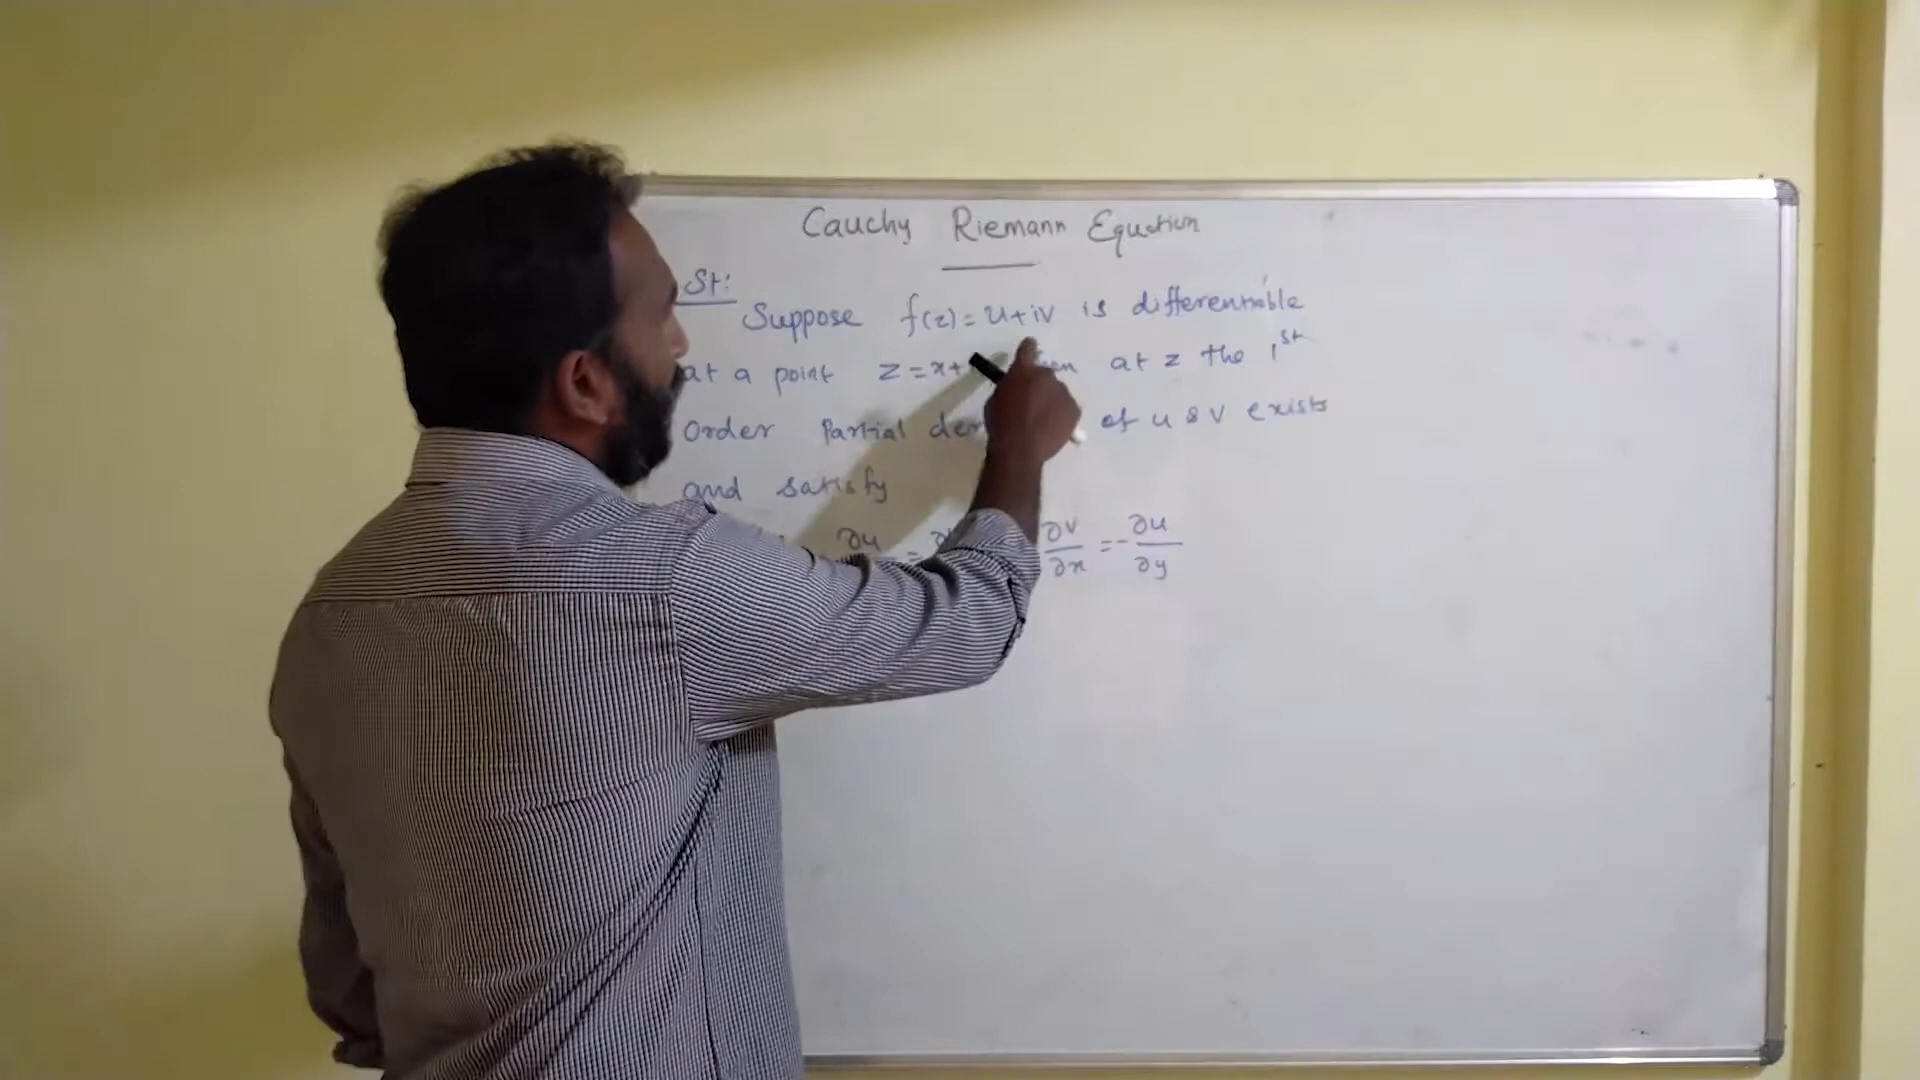 Cauchy Riemann Equation
St:
Suppose f(z) = u+iv is differentiable
at a point z = x+ at z the 1st
Order Partial of u & v exists
and satisfy
∂u = ∂v/∂x = -∂u/∂y